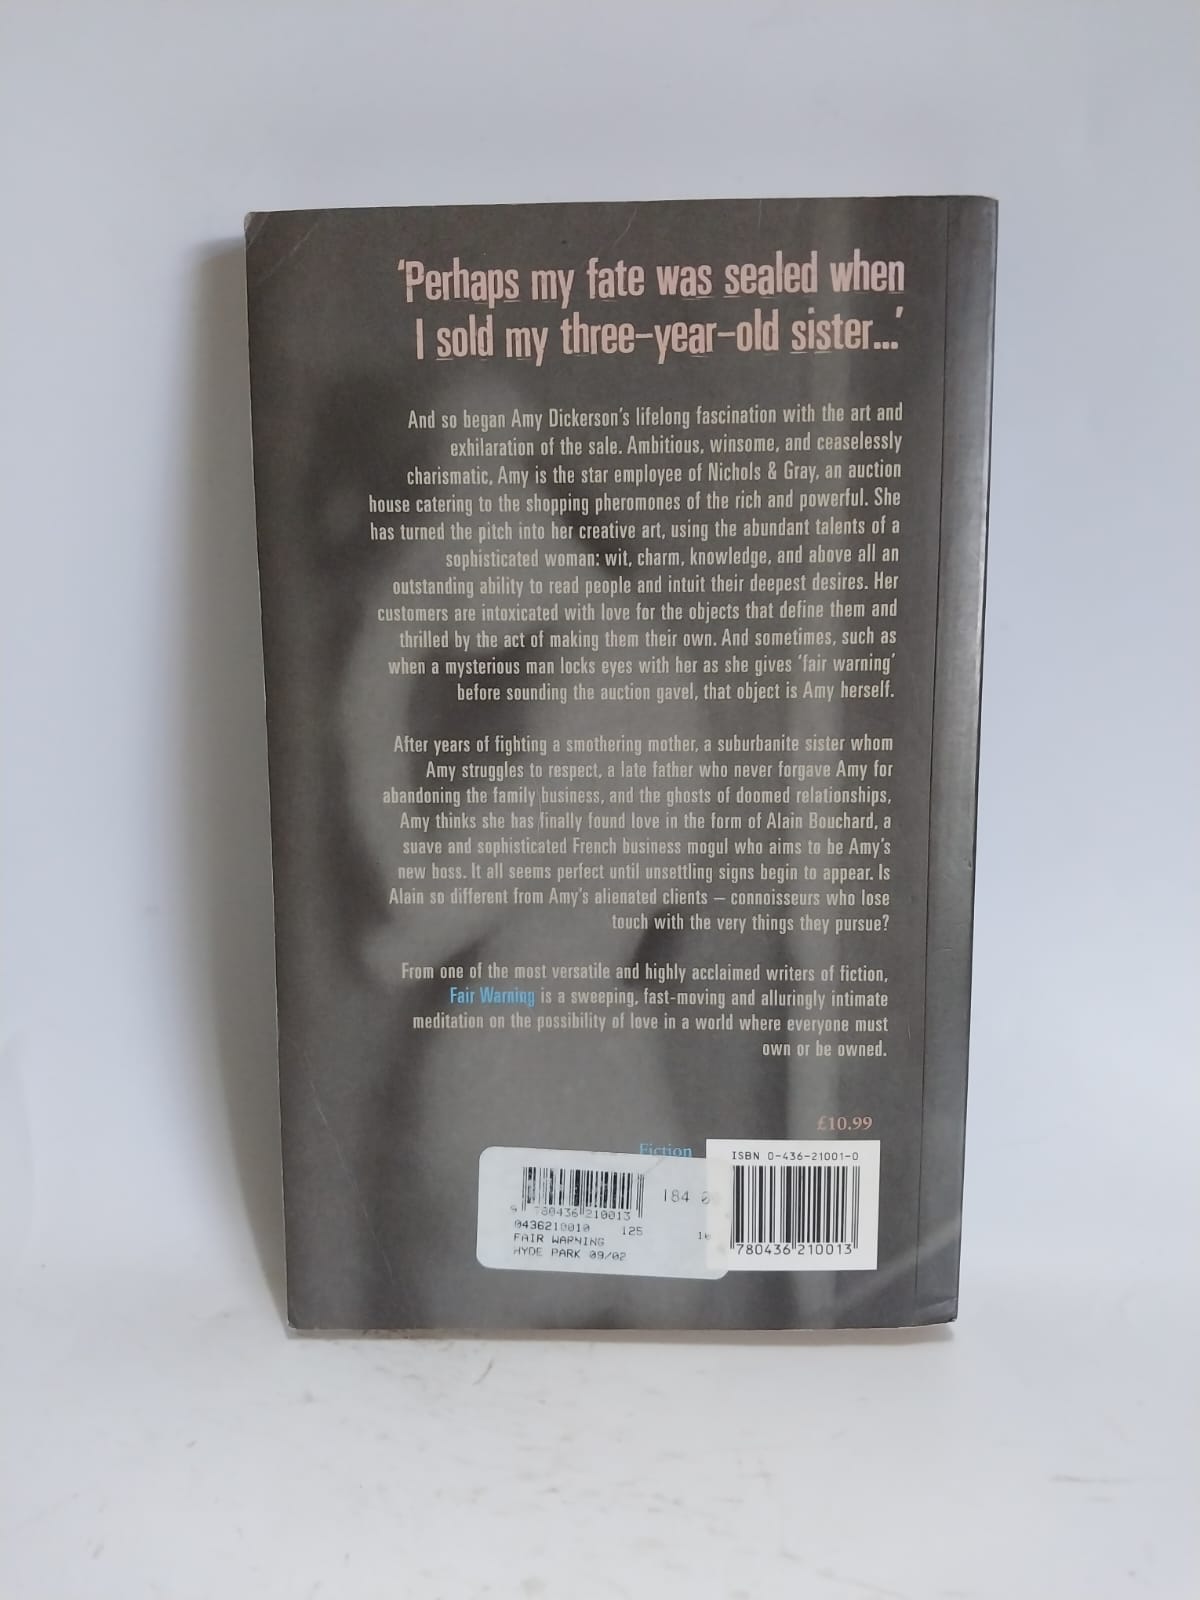 ‘Perhaps my fate was sealed when
I sold my three–year–old sister...’
And so began Amy Dickerson’s lifelong fascination with the art and
exhilaration of the sale. Ambitious, winsome, and ceaselessly
charismatic, Amy is the star employee of Nichols & Gray, an auction
house catering to the shopping pheromones of the rich and powerful. She
has turned the pitch into her creative art, using the abundant talents of a
sophisticated woman: wit, charm, knowledge, and above all an
outstanding ability to read people and intuit their deepest desires. Her
customers are intoxicated with love for the objects that define them and
thrilled by the act of making them their own. And sometimes, such as
when a mysterious man locks eyes with her as she gives ‘fair warning’
before sounding the auction gavel, that object is Amy herself.
After years of fighting a smothering mother, a suburbanite sister whom
Amy struggles to respect, a late father who never forgave Amy for
abandoning the family business, and the ghosts of doomed relationships,
Amy thinks she has finally found love in the form of Alain Bouchard, a
suave and sophisticated French business mogul who aims to be Amy’s
new boss. It all seems perfect until unsettling signs begin to appear. Is
Alain so different from Amy’s alienated clients – connoisseurs who lose
touch with the very things they pursue?
From one of the most versatile and highly acclaimed writers of fiction,
Fair Warning is a sweeping, fast-moving and alluringly intimate
meditation on the possibility of love in a world where everyone must
own or be owned.
£10.99
Fiction
ISBN 0-436-21001-0
9 780436 210013
184
0436210010 125
FAIR WARNING
HYDE PARK 09/02
780436 210013